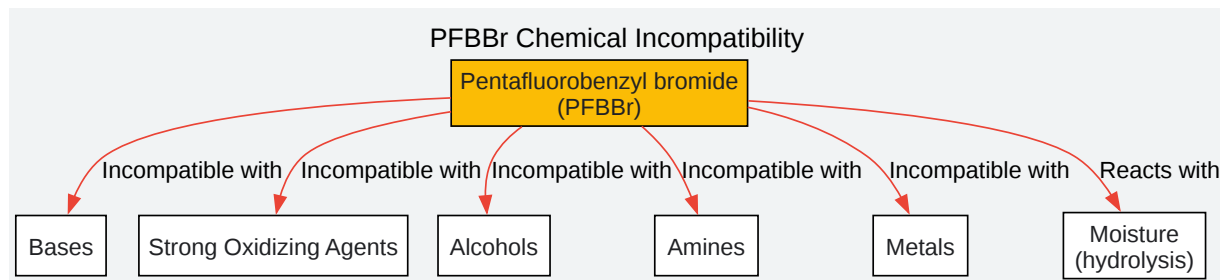 PFBBr Chemical Incompatibility
Pentafluorobenzyl bromide
(PFBBr)
Incompatible with Incompatible with Incompatible with Incompatible with Incompatible with Reacts with
Bases Strong Oxidizing Agents Alcohols Amines Metals Moisture
(hydrolysis)